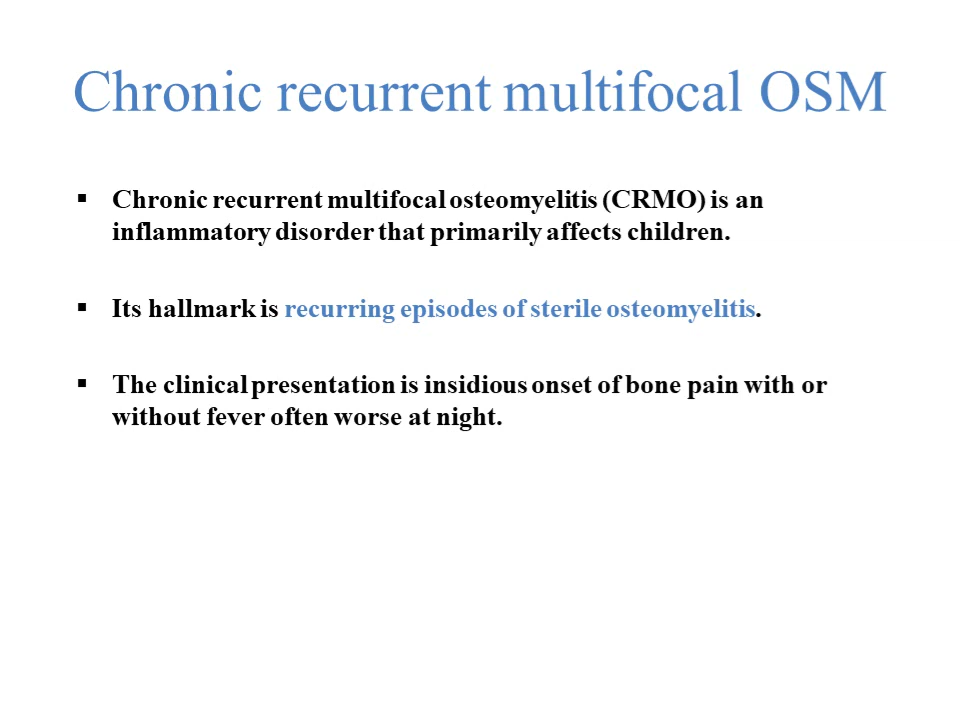 Chronic recurrent multifocal OSM
▪ Chronic recurrent multifocal osteomyelitis (CRMO) is an
inflammatory disorder that primarily affects children.
▪ Its hallmark is recurring episodes of sterile osteomyelitis.
▪ The clinical presentation is insidious onset of bone pain with or
without fever often worse at night.